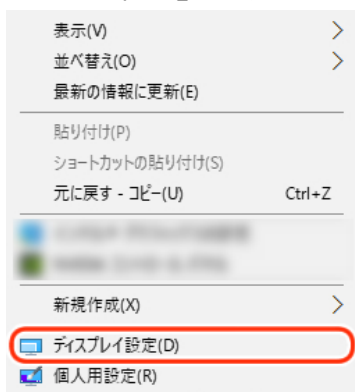 表示(V)
並べ替え(O)
最新の情報に更新(E)
貼り付け(P)
ショートカットの貼り付け(S)
元に戻す - コピー(U) Ctrl+Z
新規作成(X)
ディスプレイ設定(D)
個人用設定(R)